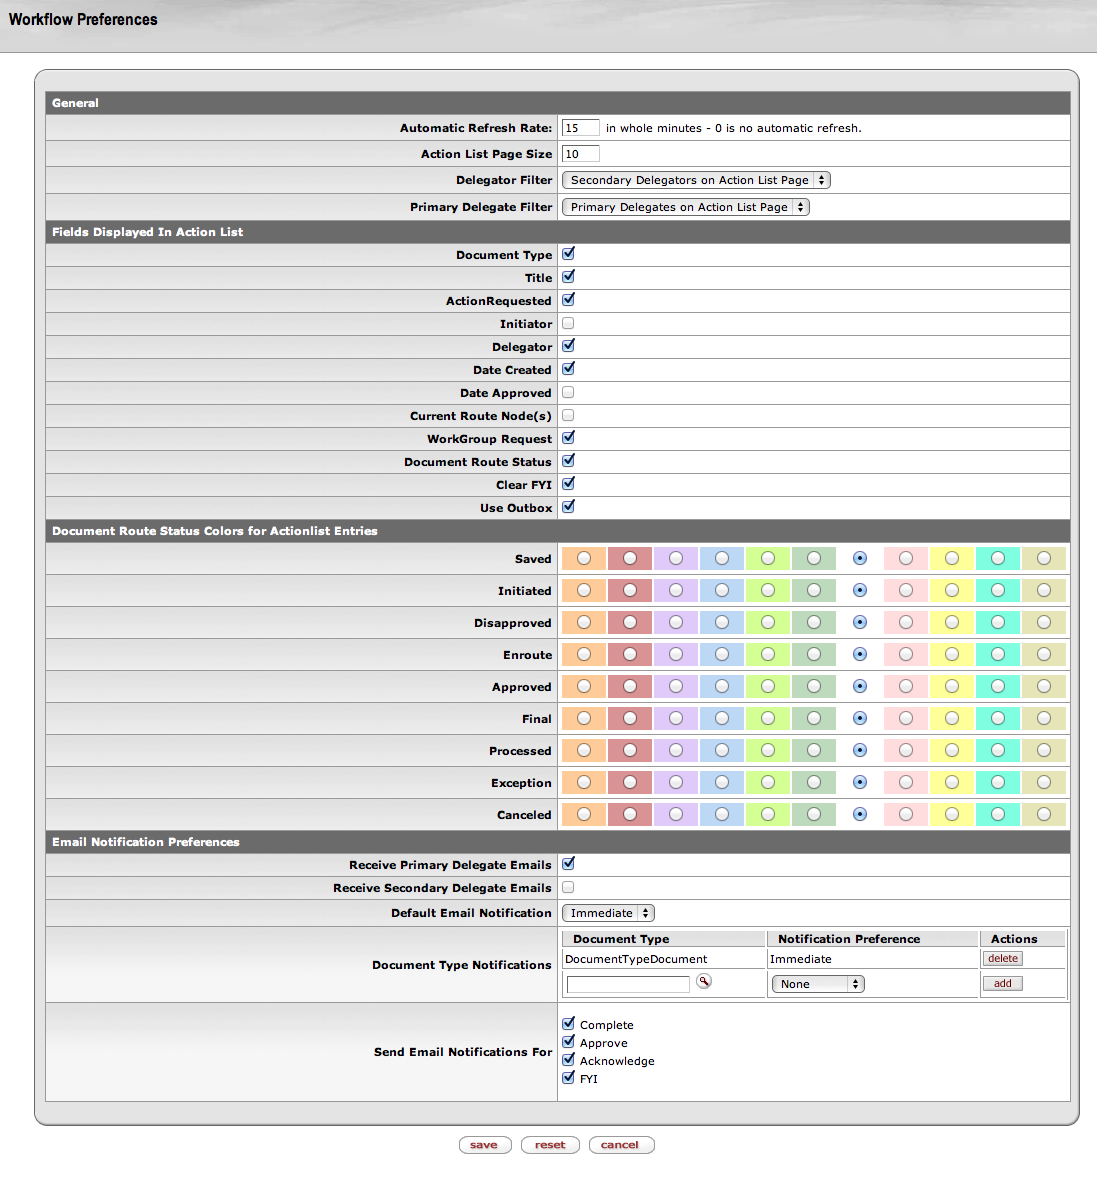 Workflow Preferences
General
Automatic Refresh Rate: 15 in whole minutes - 0 is no automatic refresh.
Action List Page Size 10
Delegator Filter Secondary Delegators on Action List Page
Primary Delegate Filter Primary Delegates on Action List Page
Fields Displayed In Action List
Document Type
Title
ActionRequested
Initiator
Delegator
Date Created
Date Approved
Current Route Node(s)
WorkGroup Request
Document Route Status
Clear FYI
Use Outbox
Document Route Status Colors for Actionlist Entries
Saved
Initiated
Disapproved
Enroute
Approved
Final
Processed
Exception
Canceled
Email Notification Preferences
Receive Primary Delegate Emails
Receive Secondary Delegate Emails
Default Email Notification Immediate
Document Type Notifications
Document Type Notification Preference Actions
DocumentTypeDocument Immediate delete
None add
Send Email Notifications For
Complete
Approve
Acknowledge
FYI
save reset cancel